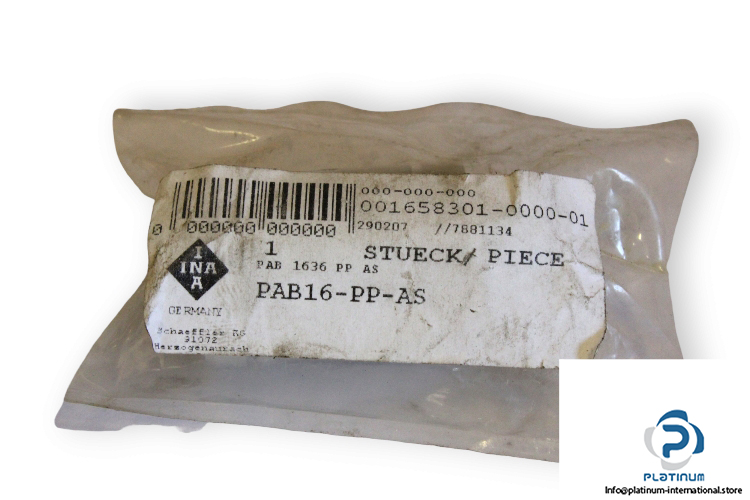 000-000-000
001658301-0000-01
0 000000 000000
290207 //7881134
1 STUECK/ PIECE
PAB 1636 PP AS
PAB16-PP-AS
I
INA
A
GERMANY
Schaeffler KG
91072
Herzogenaurach
PLATINUM
Info@platinum-international.store